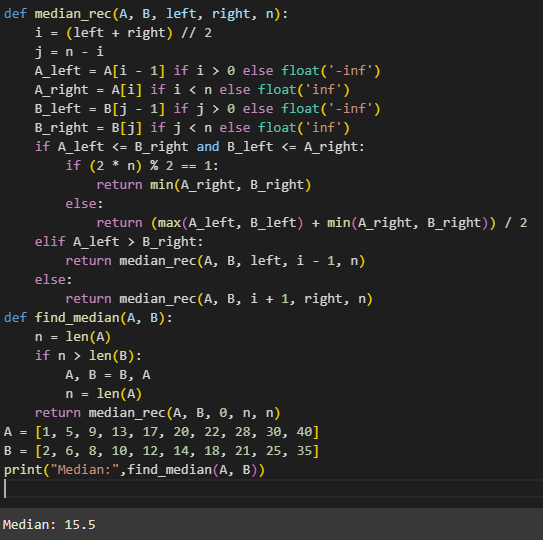 def median_rec(A, B, left, right, n):
    i = (left + right) // 2
    j = n - i
    A_left = A[i - 1] if i > 0 else float('-inf')
    A_right = A[i] if i < n else float('inf')
    B_left = B[j - 1] if j > 0 else float('-inf')
    B_right = B[j] if j < n else float('inf')
    if A_left <= B_right and B_left <= A_right:
        if (2 * n) % 2 == 1:
            return min(A_right, B_right)
        else:
            return (max(A_left, B_left) + min(A_right, B_right)) / 2
    elif A_left > B_right:
        return median_rec(A, B, left, i - 1, n)
    else:
        return median_rec(A, B, i + 1, right, n)
def find_median(A, B):
    n = len(A)
    if n > len(B):
        A, B = B, A
        n = len(A)
    return median_rec(A, B, 0, n, n)
A = [1, 5, 9, 13, 17, 20, 22, 28, 30, 40]
B = [2, 6, 8, 10, 12, 14, 18, 21, 25, 35]
print("Median:",find_median(A, B))
Median: 15.5